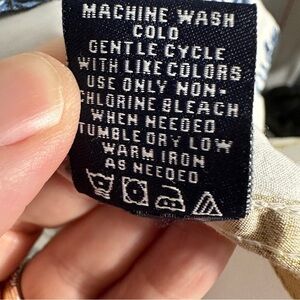 MACHINE WASH
COLD
GENTLE CYCLE
WITH LIKE COLORS
USE ONLY NON-
CHLORINE BLEACH
WHEN NEEDED
TUMBLE DRY LOW
WARM IRON
AS NEEDED